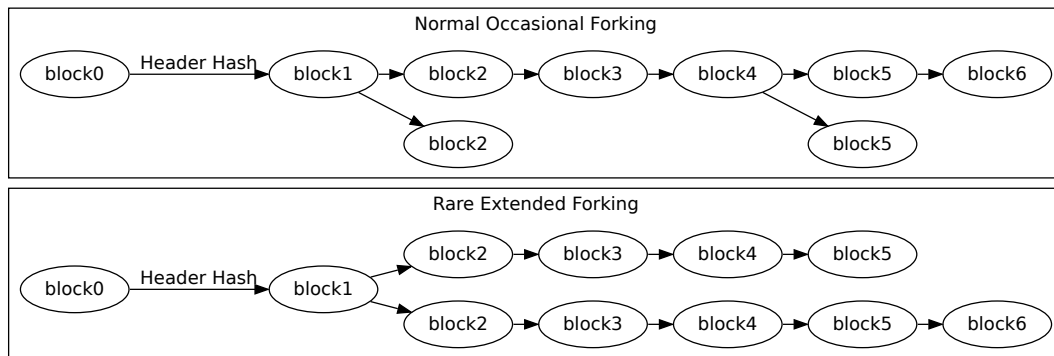 Normal Occasional Forking
block0 Header Hash block1 block2 block3 block4 block5 block6
block2 block5
Rare Extended Forking
block2 block3 block4 block5
block0 Header Hash block1
block2 block3 block4 block5 block6